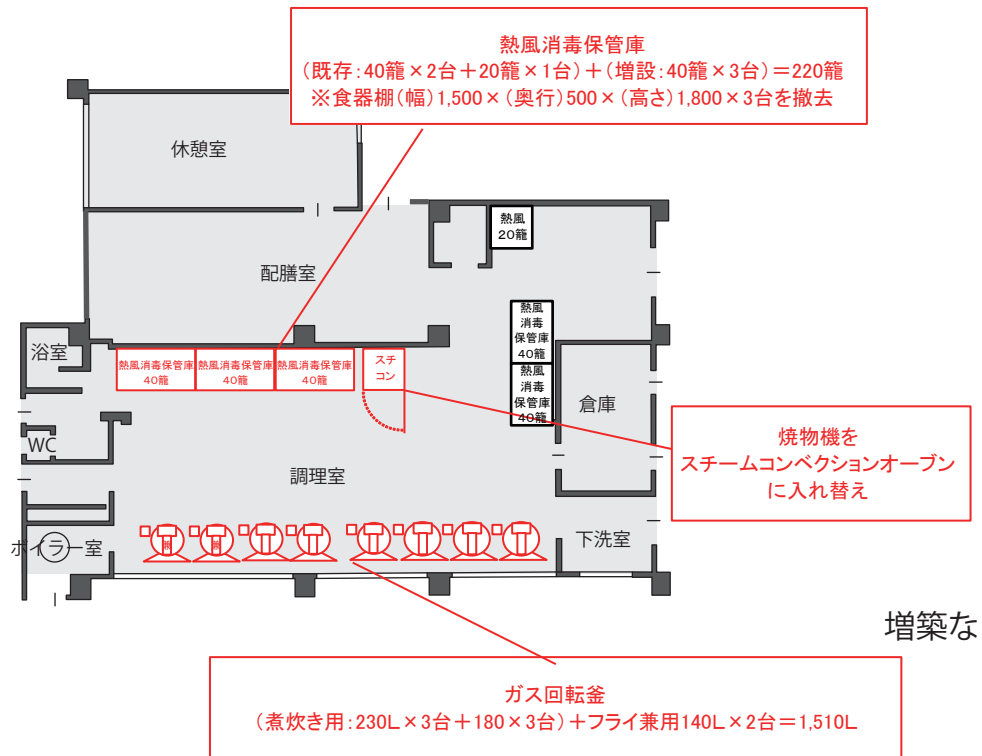 熱風消毒保管庫
(既存:40籠×2台+20籠×1台)+(増設:40籠×3台)=220籠
※食器棚(幅)1,500×(奥行)500×(高さ)1,800×3台を撤去
休憩室
熱風
20籠
配膳室
熱風
消毒
保管庫
40籠
熱風
消毒
保管庫
40籠
浴室
熱風消毒保管庫
40籠
熱風消毒保管庫
40籠
熱風消毒保管庫
40籠
スチ
コン
倉庫
WC
焼物機を
スチームコンベクションオーブン
に入れ替え
調理室
ボイラー室
下洗室
増築な
ガス回転釜
(煮炊き用:230L×3台+180×3台)+フライ兼用140L×2台=1,510L